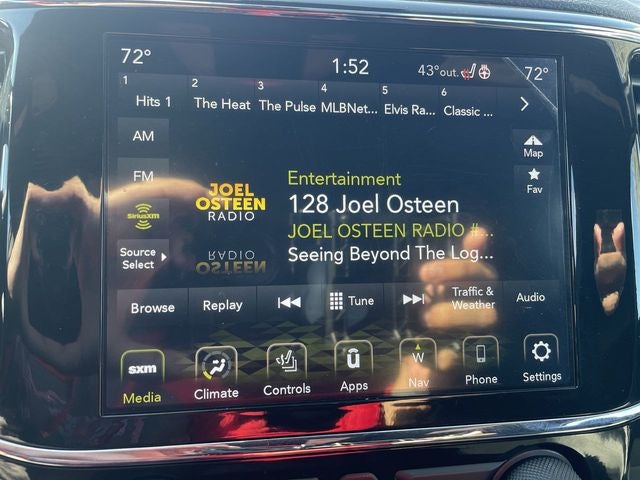 72°
1:52
43°out.
72°
1
Hits 1
2
The Heat
3
The Pulse
4
MLBNet...
5
Elvis Ra...
6
Classic ...
AM
FM
SiriusXM
Source
Select
JOEL
OSTEEN
RADIO
Entertainment
128 Joel Osteen
JOEL OSTEEN RADIO #...
Seeing Beyond The Log...
Map
Fav
Browse
Replay
Tune
Traffic &
Weather
Audio
sxm
Media
Climate
Controls
Apps
W
Nav
Phone
Settings